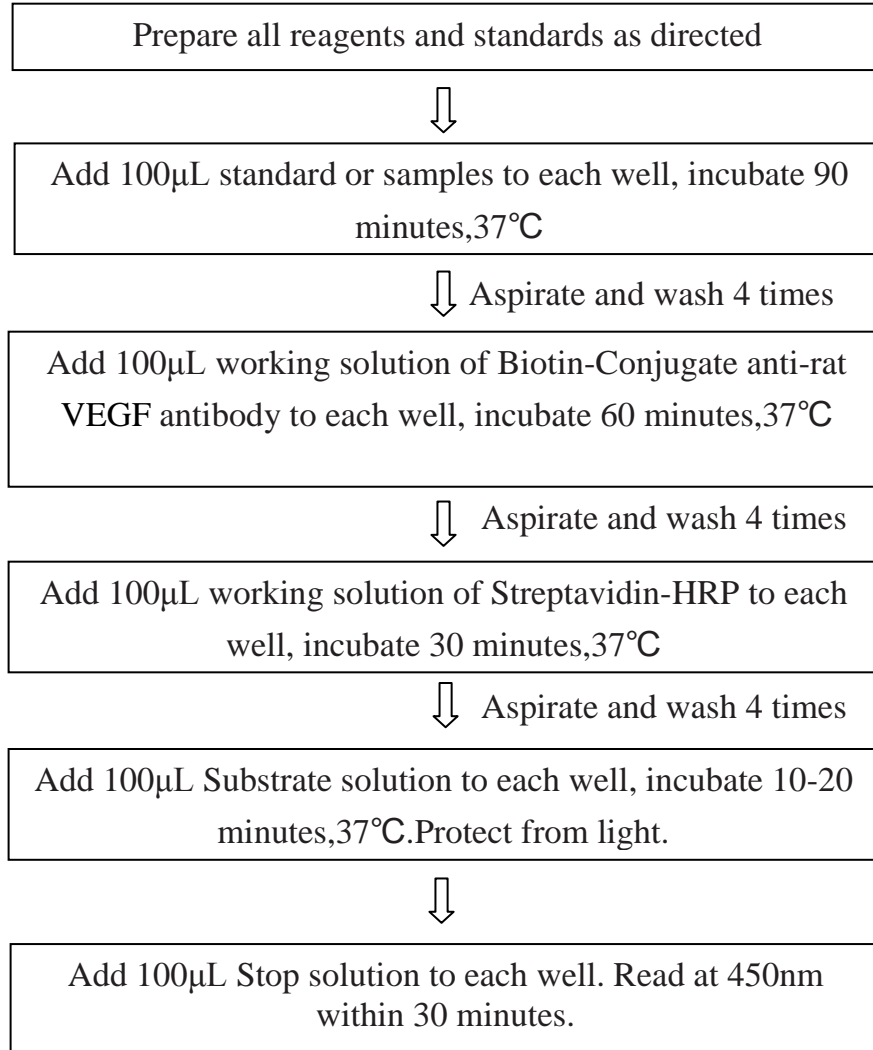 Prepare all reagents and standards as directed
Add 100μL standard or samples to each well, incubate 90
minutes,37℃
Aspirate and wash 4 times
Add 100μL working solution of Biotin-Conjugate anti-rat
VEGF antibody to each well, incubate 60 minutes,37℃
Aspirate and wash 4 times
Add 100μL working solution of Streptavidin-HRP to each
well, incubate 30 minutes,37℃
Aspirate and wash 4 times
Add 100μL Substrate solution to each well, incubate 10-20
minutes,37℃.Protect from light.
Add 100μL Stop solution to each well. Read at 450nm
within 30 minutes.